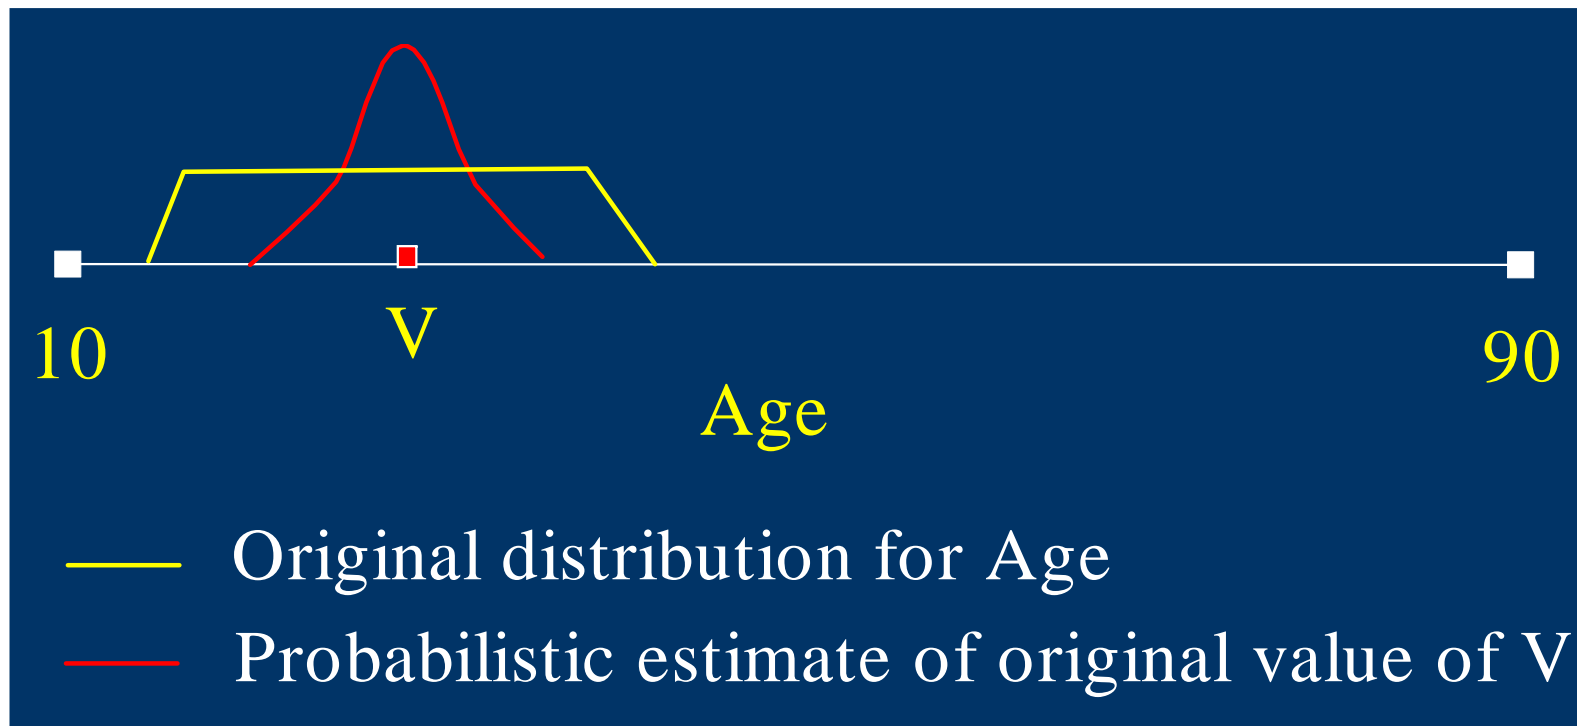 10 V 90
Age
Original distribution for Age
Probabilistic estimate of original value of V